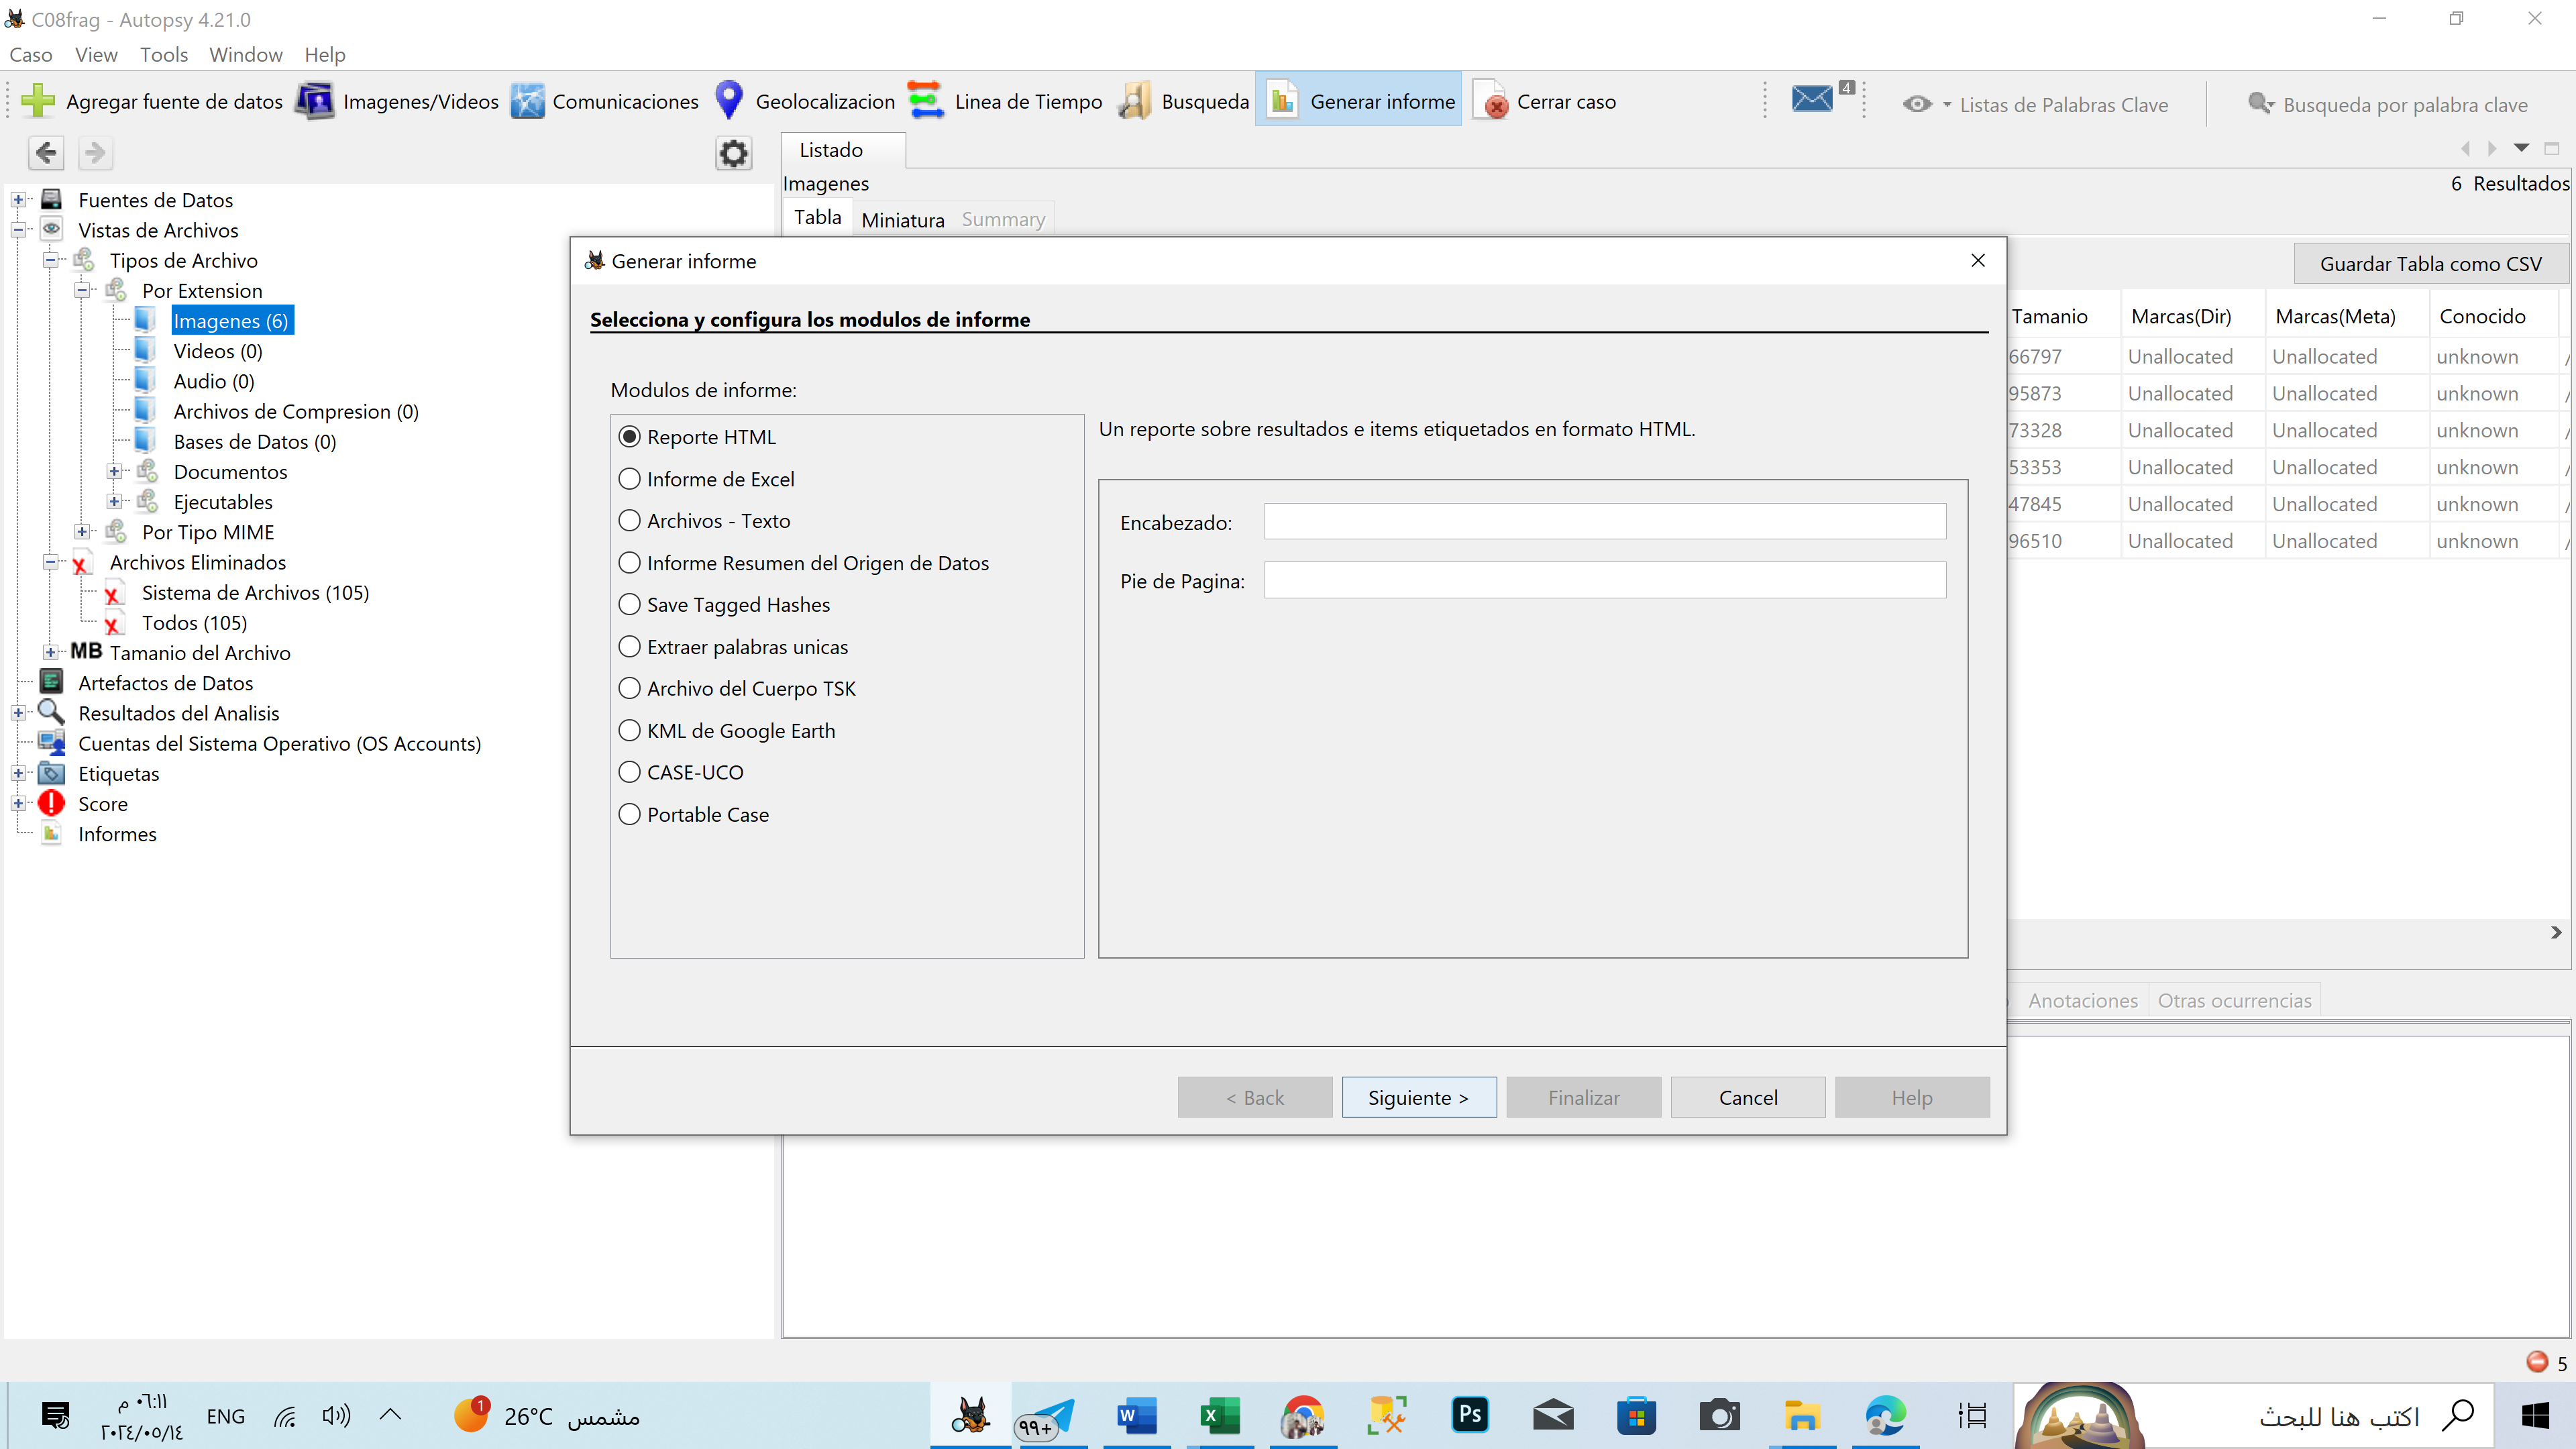 C08frag - Autopsy 4.21.0
Caso View Tools Window Help
Agregar fuente de datos Imagenes/Videos Comunicaciones Geolocalizacion Linea de Tiempo Busqueda Generar informe Cerrar caso 4 Listas de Palabras Clave Busqueda por palabra clave
Listado
Imagenes 6 Resultados
Tabla Miniatura Summary
Guardar Tabla como CSV
Fuentes de Datos
Vistas de Archivos
Tipos de Archivo
Por Extension
Imagenes (6)
Videos (0)
Audio (0)
Archivos de Compresion (0)
Bases de Datos (0)
Documentos
Ejecutables
Por Tipo MIME
Archivos Eliminados
Sistema de Archivos (105)
Todos (105)
MB Tamanio del Archivo
Artefactos de Datos
Resultados del Analisis
Cuentas del Sistema Operativo (OS Accounts)
Etiquetas
Score
Informes
Generar informe
Selecciona y configura los modulos de informe
Modulos de informe:
Reporte HTML
Informe de Excel
Archivos - Texto
Informe Resumen del Origen de Datos
Save Tagged Hashes
Extraer palabras unicas
Archivo del Cuerpo TSK
KML de Google Earth
CASE-UCO
Portable Case
Un reporte sobre resultados e items etiquetados en formato HTML.
Encabezado:
Pie de Pagina:
< Back Siguiente > Finalizar Cancel Help
Tamanio Marcas(Dir) Marcas(Meta) Conocido
66797 Unallocated Unallocated unknown
95873 Unallocated Unallocated unknown
73328 Unallocated Unallocated unknown
53353 Unallocated Unallocated unknown
47845 Unallocated Unallocated unknown
96510 Unallocated Unallocated unknown
Anotaciones Otras ocurrencias
5
٠٦:١١ م
٢٠٢٤/٠٥/١٤
ENG
1
26°C مشمس
٩٩+
W
X
Ps
اكتب هنا للبحث